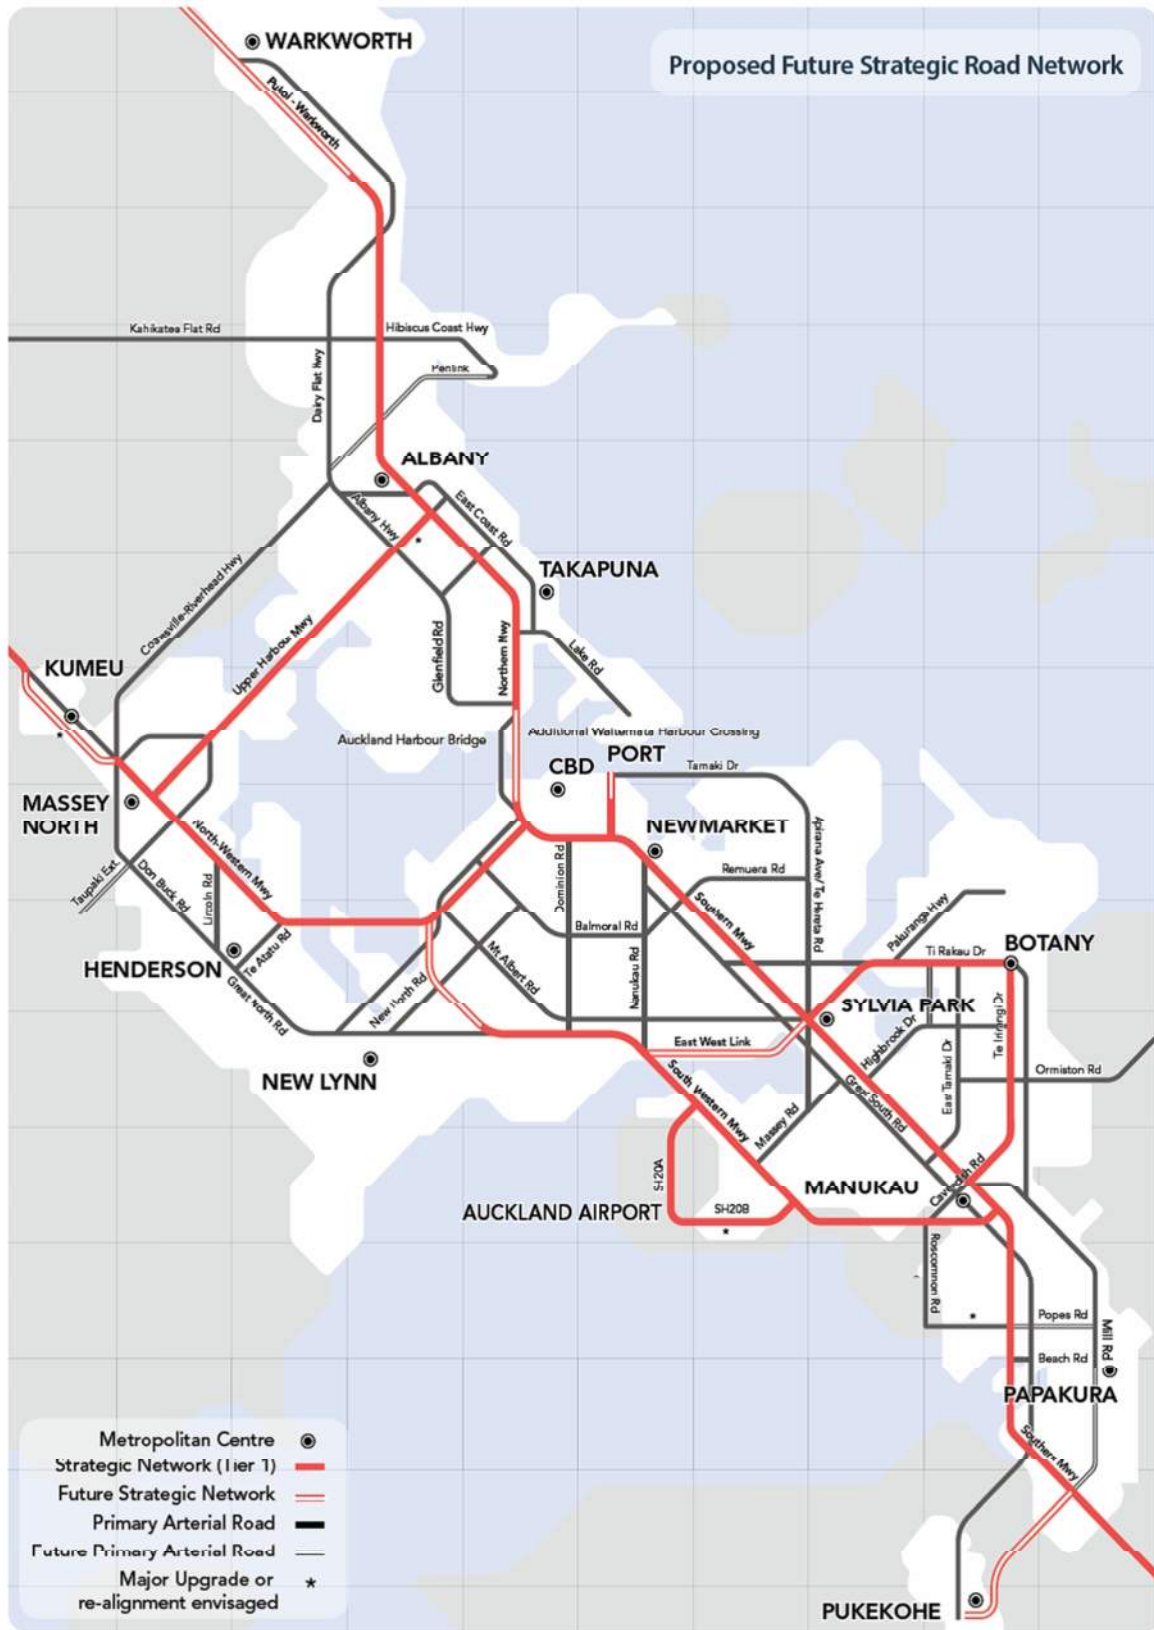 WARKWORTH
Proposed Future Strategic Road Network
Puhoi - Warkworth
Kahikatea Flat Rd
Hibiscus Coast Hwy
Penlink
Dairy Flat Hwy
ALBANY
Albany Hwy
East Coast Rd
*
TAKAPUNA
Coatesville-Riverhead Hwy
Upper Harbour Mwy
Glenfield Rd
Northern Mwy
Lake Rd
KUMEU
*
Auckland Harbour Bridge
Additional Waitemata Harbour Crossing
PORT
CBD
Tamaki Dr
MASSEY
NORTH
NEWMARKET
North-Western Mwy
Apirana Ave/ Te Horeta Rd
Taupaki Ext.
Don Buck Rd
Lincoln Rd
Dominion Rd
Remuera Rd
Southern Mwy
Pakuranga Hwy
Balmoral Rd
Te Atatu Rd
HENDERSON
Mt Albert Rd
Manukau Rd
Ti Rakau Dr
BOTANY
Great North Rd
New North Rd
SYLVIA PARK
Te Irirangi Dr
East West Link
Highbrook Dr
East Tamaki Dr
NEW LYNN
South Western Mwy
Great South Rd
Ormiston Rd
Massey Rd
SH20A
MANUKAU
Cavendish Rd
AUCKLAND AIRPORT
SH20B
*
Roscomnon Rd
*
Popes Rd
Mill Rd
Beach Rd
PAPAKURA
Southern Mwy
Metropolitan Centre
Strategic Network (Tier 1)
Future Strategic Network
Primary Arterial Road
Future Primary Arterial Road
Major Upgrade or *
re-alignment envisaged
PUKEKOHE